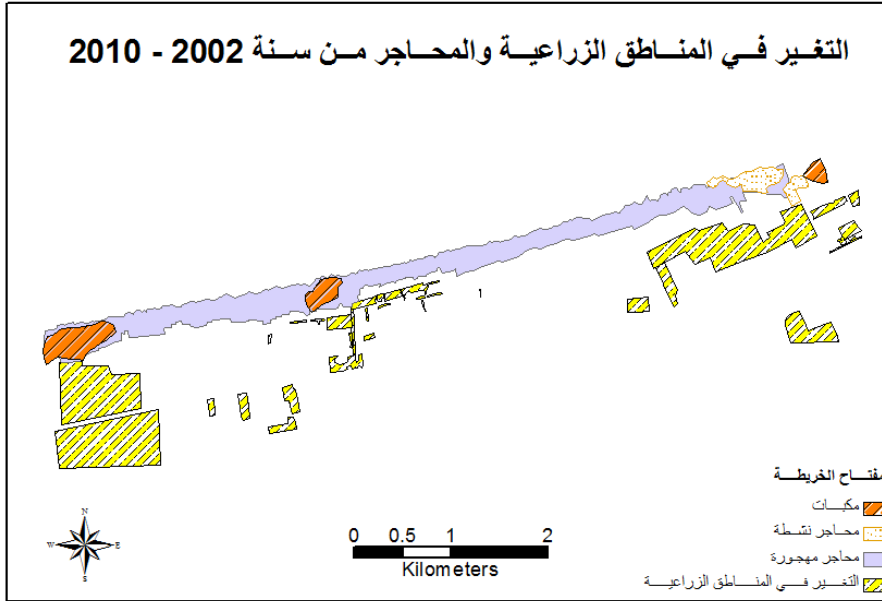 التغير في المناطق الزراعية والمحاجر من سنة 2002 - 2010
مفتاح الخريطة
مكبات
محاجر نشطة
محاجر مهجورة
التغير في المناطق الزراعية
N
W E
S
0 0.5 1 2
Kilometers